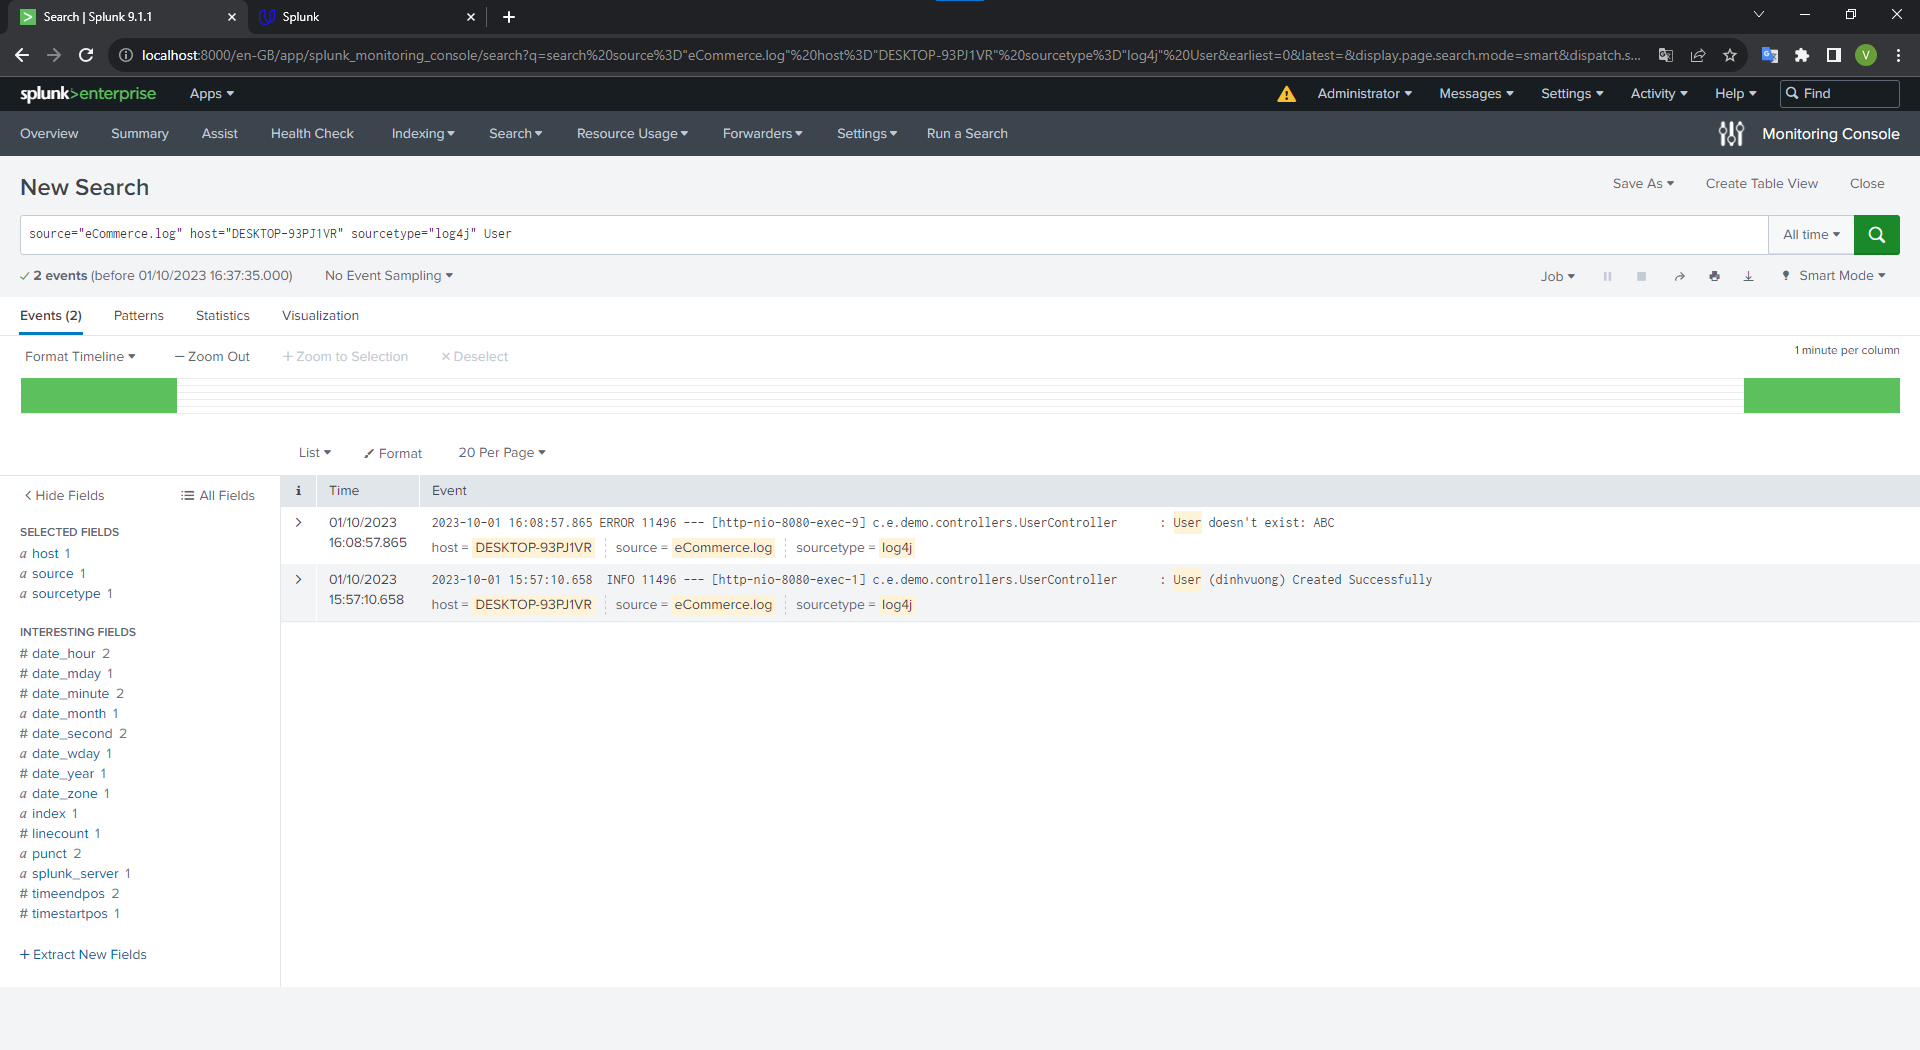 Search | Splunk 9.1.1
Splunk
localhost:8000/en-GB/app/splunk_monitoring_console/search?q=search%20source%3D"eCommerce.log"%20host%3D"DESKTOP-93PJ1VR"%20sourcetype%3D"log4j"%20User&earliest=0&latest=&display.page.search.mode=smart&dispatch.s...
V
splunk>enterprise Apps Administrator Messages Settings Activity Help Find
Overview Summary Assist Health Check Indexing Search Resource Usage Forwarders Settings Run a Search Monitoring Console
New Search Save As Create Table View Close
source="eCommerce.log" host="DESKTOP-93PJ1VR" sourcetype="log4j" User All time
2 events (before 01/10/2023 16:37:35.000) No Event Sampling Job Smart Mode
Events (2) Patterns Statistics Visualization
Format Timeline — Zoom Out + Zoom to Selection × Deselect 1 minute per column
List Format 20 Per Page
< Hide Fields All Fields
SELECTED FIELDS
a host 1
a source 1
a sourcetype 1
INTERESTING FIELDS
# date_hour 2
# date_mday 1
# date_minute 2
a date_month 1
# date_second 2
a date_wday 1
# date_year 1
a date_zone 1
a index 1
# linecount 1
a punct 2
a splunk_server 1
# timeendpos 2
# timestartpos 1
+ Extract New Fields
i Time Event
> 01/10/2023
16:08:57.865
2023-10-01 16:08:57.865 ERROR 11496 --- [http-nio-8080-exec-9] c.e.demo.controllers.UserController : User doesn't exist: ABC
host = DESKTOP-93PJ1VR source = eCommerce.log sourcetype = log4j
> 01/10/2023
15:57:10.658
2023-10-01 15:57:10.658 INFO 11496 --- [http-nio-8080-exec-1] c.e.demo.controllers.UserController : User (dinhvuong) Created Successfully
host = DESKTOP-93PJ1VR source = eCommerce.log sourcetype = log4j